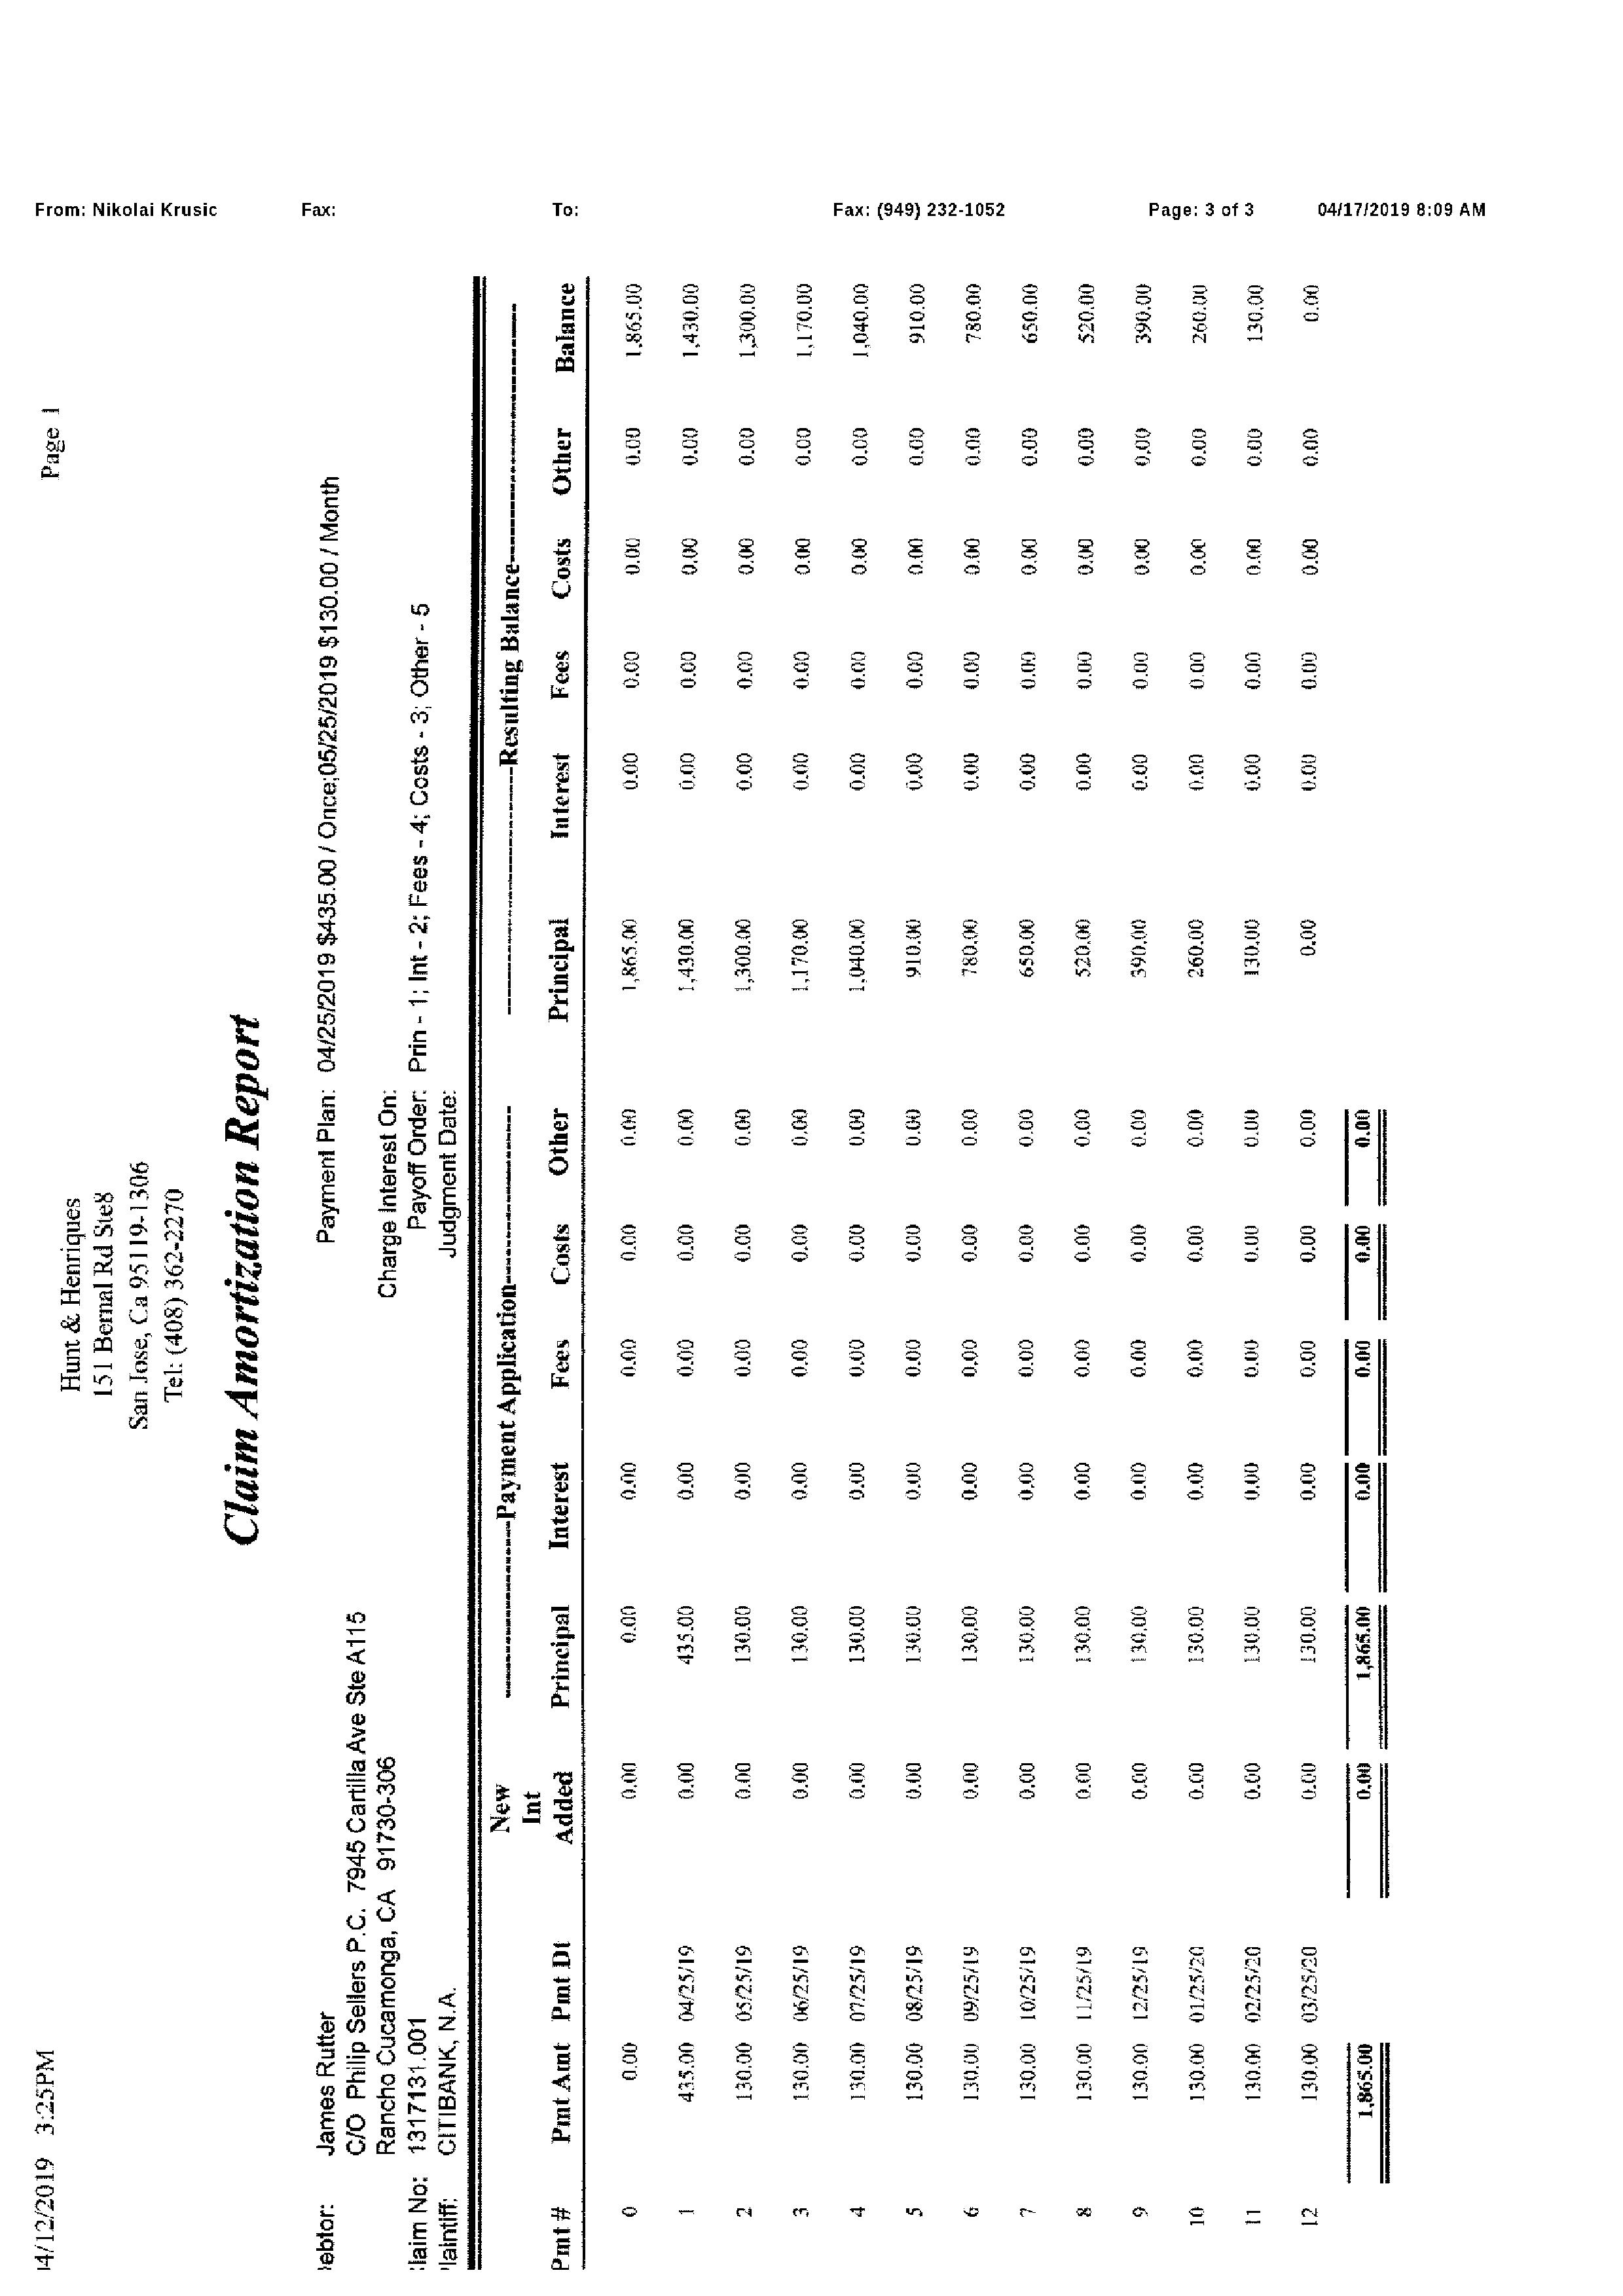 From: Nikolai Krusic Fax: To: Fax: (949) 232-1052 Page: 3 of 3 04/17/2019 8:09 AM
04/12/2019 3:25PM Page 1
Hunt & Henriques
151 Bernal Rd Ste8
San Jose, Ca 95119-1306
Tel: (408) 362-2270
Claim Amortization Report
ebtor: James Rutter Payment Plan: 04/25/2019 $435.00 / Once;05/25/2019 $130.00 / Month
C/O Philip Sellers P.C. 7945 Cartilla Ave Ste A115
Rancho Cucamonga, CA 91730-306 Charge Interest On:
laim No: 1317131.001 Payoff Order: Prin - 1; Int - 2; Fees - 4; Costs - 3; Other - 5
laintiff: CITIBANK, N.A. Judgment Date:
New ----Payment Application---- ----Resulting Balance----
Int
Pmt # Pmt Amt Pmt Dt Added Principal Interest Fees Costs Other Principal Interest Fees Costs Other Balance
0 0.00 0.00 0.00 0.00 0.00 0.00 0.00 1,865.00 0.00 0.00 0.00 0.00 1,865.00
1 435.00 04/25/19 0.00 435.00 0.00 0.00 0.00 0.00 1,430.00 0.00 0.00 0.00 0.00 1,430.00
2 130.00 05/25/19 0.00 130.00 0.00 0.00 0.00 0.00 1,300.00 0.00 0.00 0.00 0.00 1,300.00
3 130.00 06/25/19 0.00 130.00 0.00 0.00 0.00 0.00 1,170.00 0.00 0.00 0.00 0.00 1,170.00
4 130.00 07/25/19 0.00 130.00 0.00 0.00 0.00 0.00 1,040.00 0.00 0.00 0.00 0.00 1,040.00
5 130.00 08/25/19 0.00 130.00 0.00 0.00 0.00 0.00 910.00 0.00 0.00 0.00 0.00 910.00
6 130.00 09/25/19 0.00 130.00 0.00 0.00 0.00 0.00 780.00 0.00 0.00 0.00 0.00 780.00
7 130.00 10/25/19 0.00 130.00 0.00 0.00 0.00 0.00 650.00 0.00 0.00 0.00 0.00 650.00
8 130.00 11/25/19 0.00 130.00 0.00 0.00 0.00 0.00 520.00 0.00 0.00 0.00 0.00 520.00
9 130.00 12/25/19 0.00 130.00 0.00 0.00 0.00 0.00 390.00 0.00 0.00 0.00 0.00 390.00
10 130.00 01/25/20 0.00 130.00 0.00 0.00 0.00 0.00 260.00 0.00 0.00 0.00 0.00 260.00
11 130.00 02/25/20 0.00 130.00 0.00 0.00 0.00 0.00 130.00 0.00 0.00 0.00 0.00 130.00
12 130.00 03/25/20 0.00 130.00 0.00 0.00 0.00 0.00 0.00 0.00 0.00 0.00 0.00 0.00
1,865.00 0.00 1,865.00 0.00 0.00 0.00 0.00